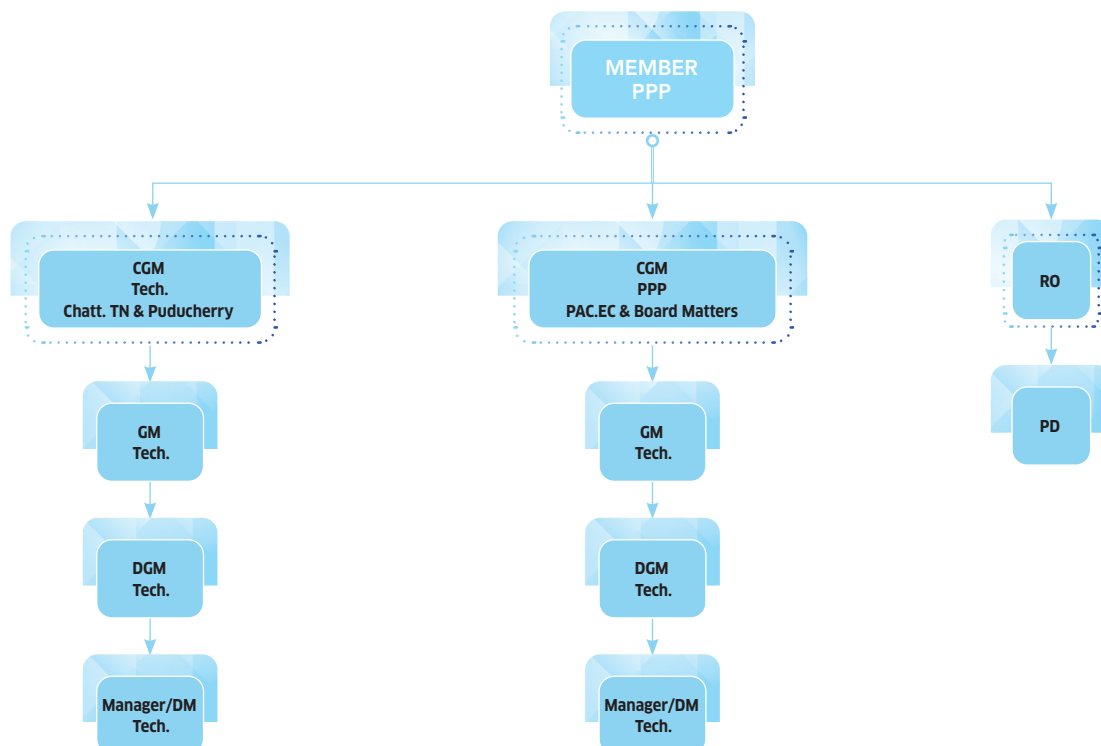 MEMBER
PPP
CGM
Tech.
Chatt. TN & Puducherry
CGM
PPP
PAC.EC & Board Matters
RO
GM
Tech.
GM
Tech.
PD
DGM
Tech.
DGM
Tech.
Manager/DM
Tech.
Manager/DM
Tech.